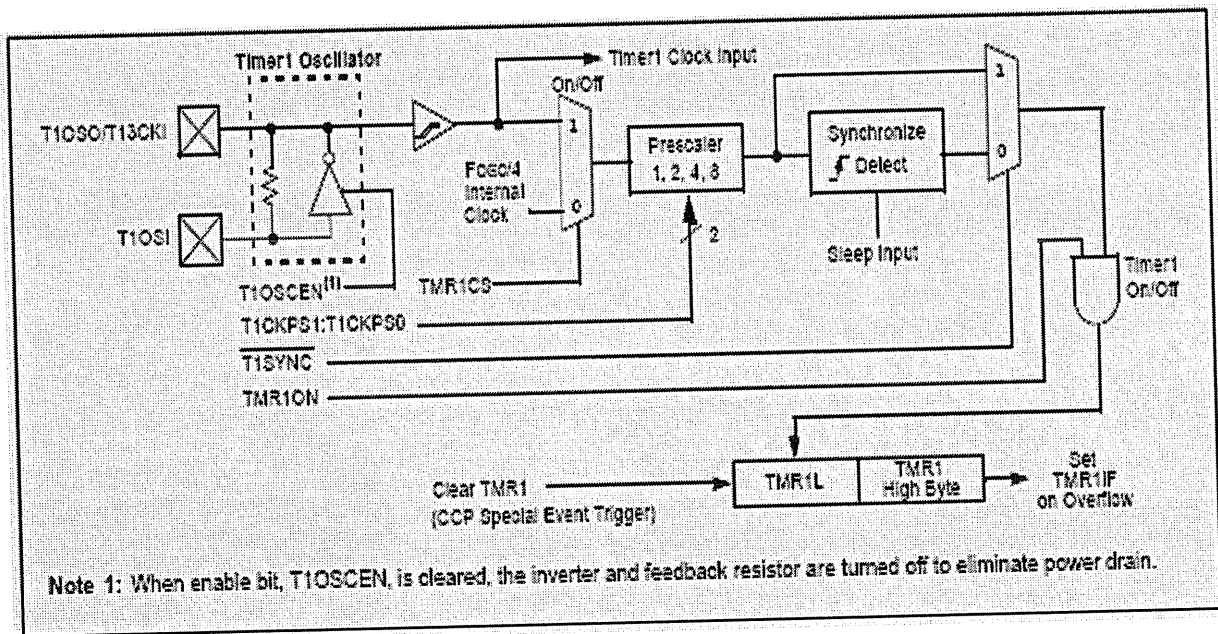 Timer1 Oscillator
Timer1 Clock Input
On/Off
1
T1OSO/T13CKI
1
Prescaler
1, 2, 4, 8
Synchronize
Detect
0
FOSC/4
Internal
Clock
0
2
T1OSI
Sleep Input
T1OSCEN(1)
TMR1CS
Timer1
On/Off
T1CKPS1:T1CKPS0
T1SYNC
TMR1ON
Clear TMR1
(CCP Special Event Trigger)
TMR1L
TMR1
High Byte
Set
TMR1IF
on Overflow
Note 1: When enable bit, T1OSCEN, is cleared, the inverter and feedback resistor are turned off to eliminate power drain.